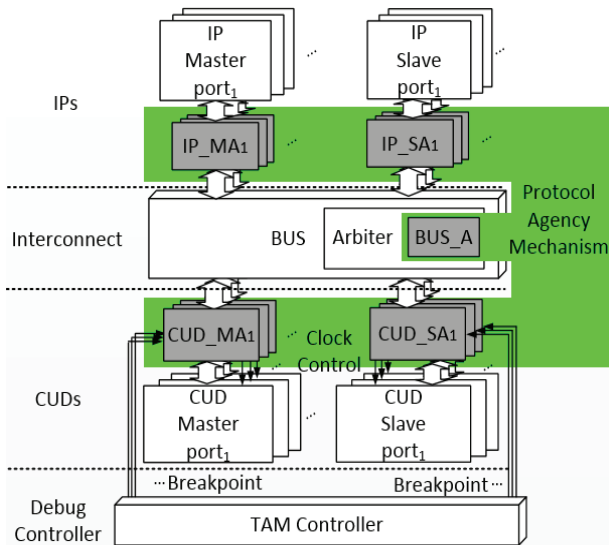 IP
Master
port1
...
IP
Slave
port1
...
IPs
IP_MA1
...
IP_SA1
...
Protocol
Agency
Mechanism
Interconnect
BUS
Arbiter
BUS_A
CUD_MA1
...
Clock
Control
CUD_SA1
...
CUDs
CUD
Master
port1
...
CUD
Slave
port1
...
...Breakpoint
Breakpoint...
Debug
Controller
TAM Controller